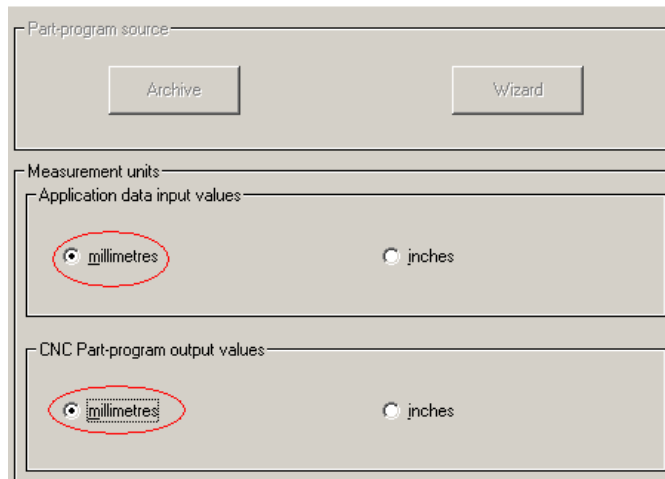 Part-program source
Archive Wizard
Measurement units
Application data input values
millimetres inches
CNC Part-program output values
millimetres inches